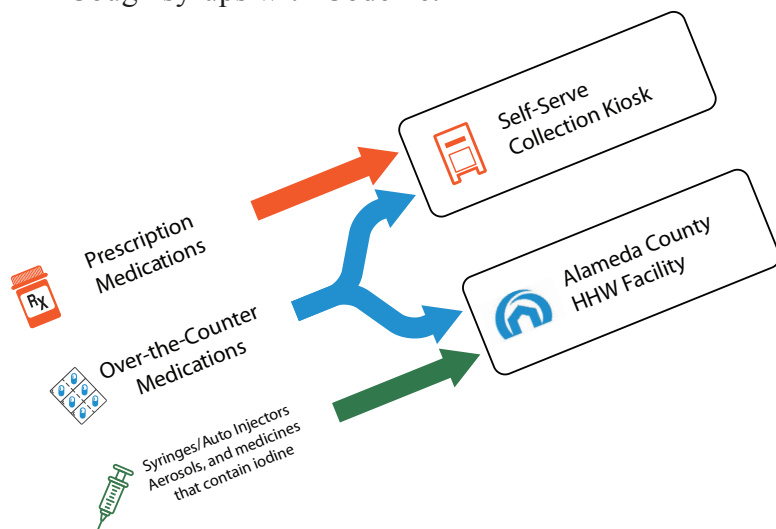 Self-Serve
Collection Kiosk
Prescription
Medications
Rx
Alameda County
HHW Facility
Over-the-Counter
Medications
Syringes/Auto Injectors
Aerosols, and medicines
that contain iodine